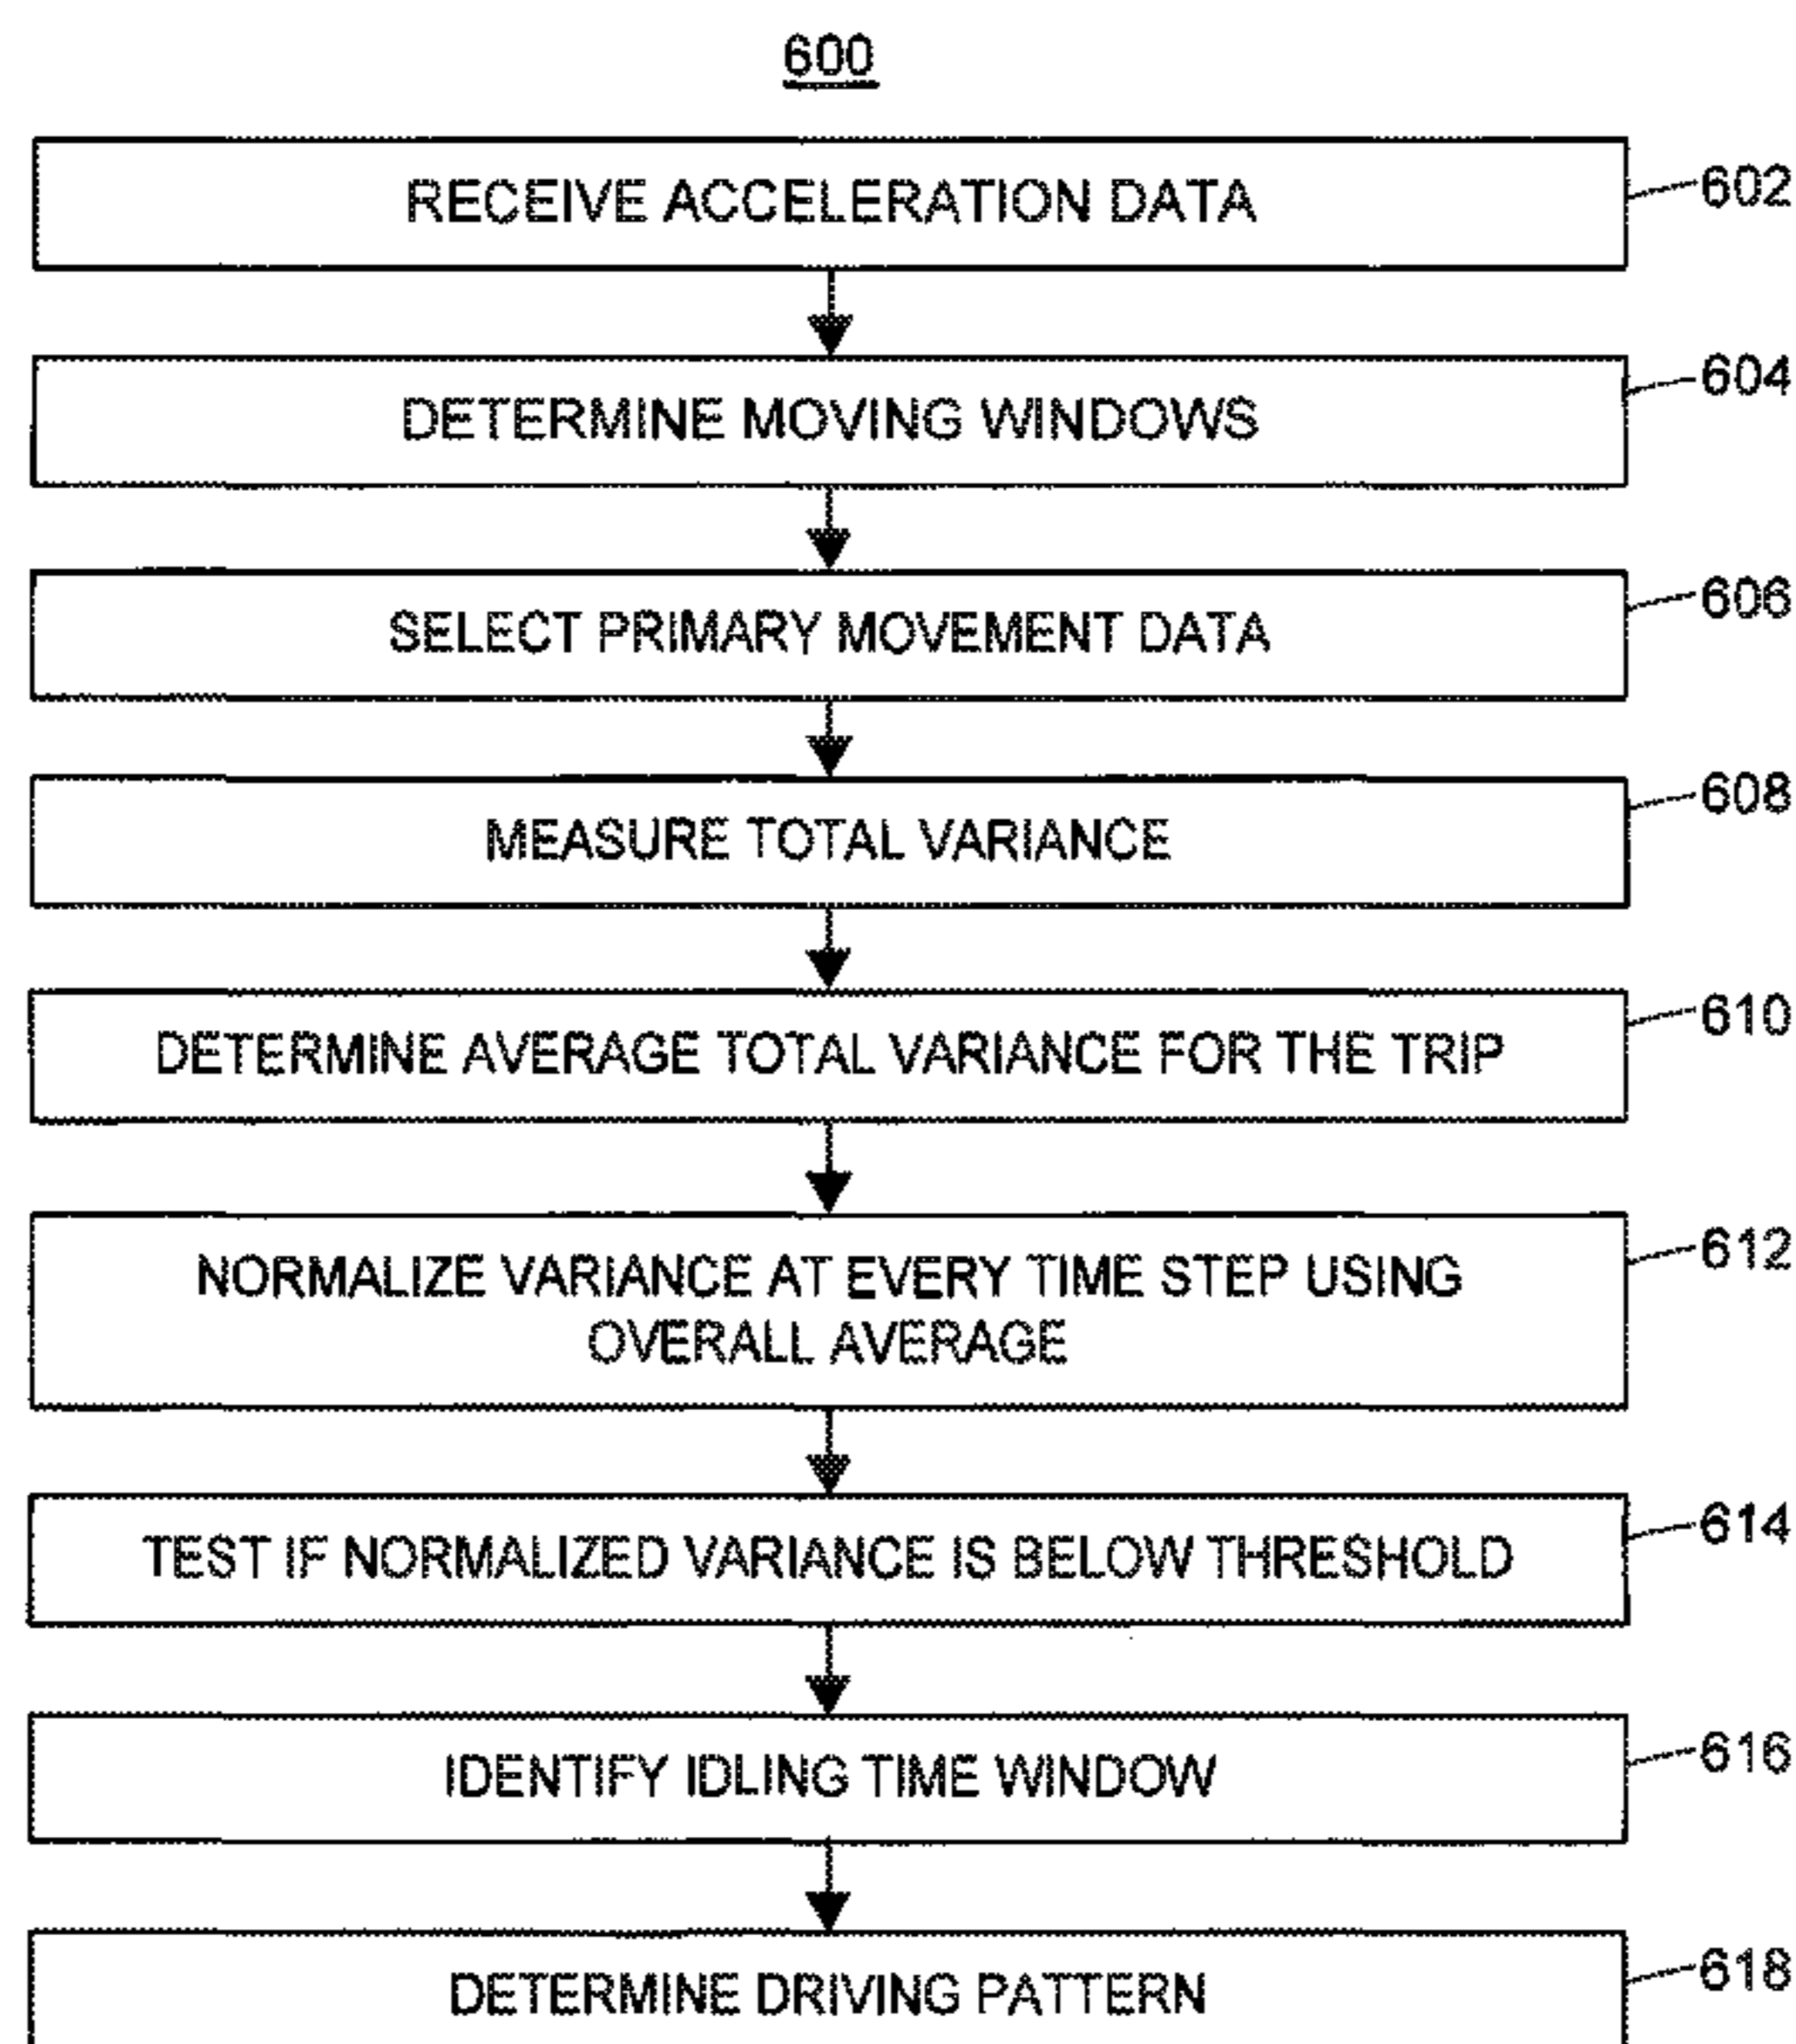 600
RECEIVE ACCELERATION DATA
602
DETERMINE MOVING WINDOWS
604
SELECT PRIMARY MOVEMENT DATA
606
MEASURE TOTAL VARIANCE
608
DETERMINE AVERAGE TOTAL VARIANCE FOR THE TRIP
610
NORMALIZE VARIANCE AT EVERY TIME STEP USING
OVERALL AVERAGE
612
TEST IF NORMALIZED VARIANCE IS BELOW THRESHOLD
614
IDENTIFY IDLING TIME WINDOW
616
DETERMINE DRIVING PATTERN
618